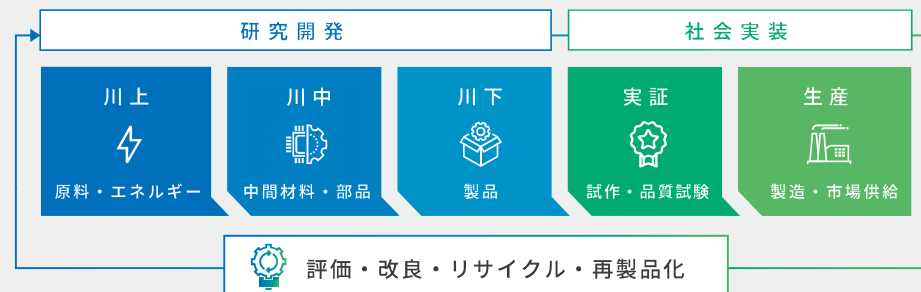 研究開発
社会実装
川上
原料・エネルギー
川中
中間材料・部品
川下
製品
実証
試作・品質試験
生産
製造・市場供給
評価・改良・リサイクル・再製品化